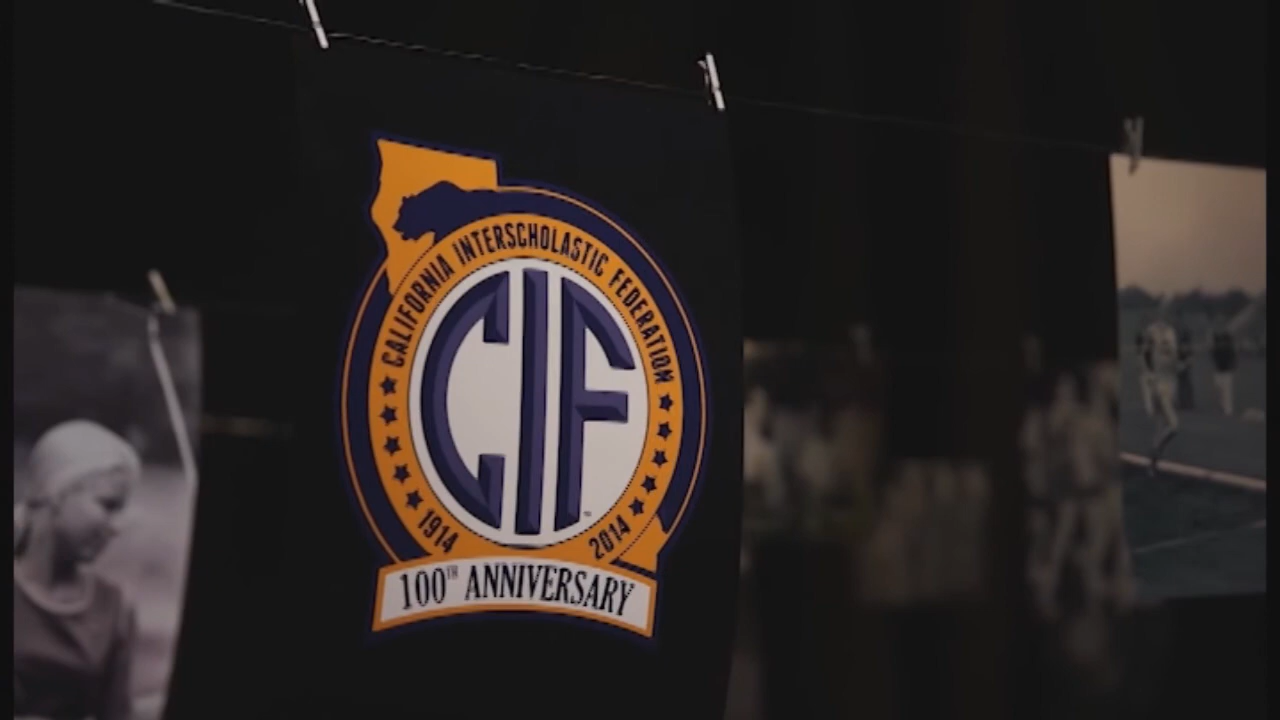 CALIFORNIA INTERSCHOLASTIC FEDERATION
CIF
1914 2014
100TH ANNIVERSARY